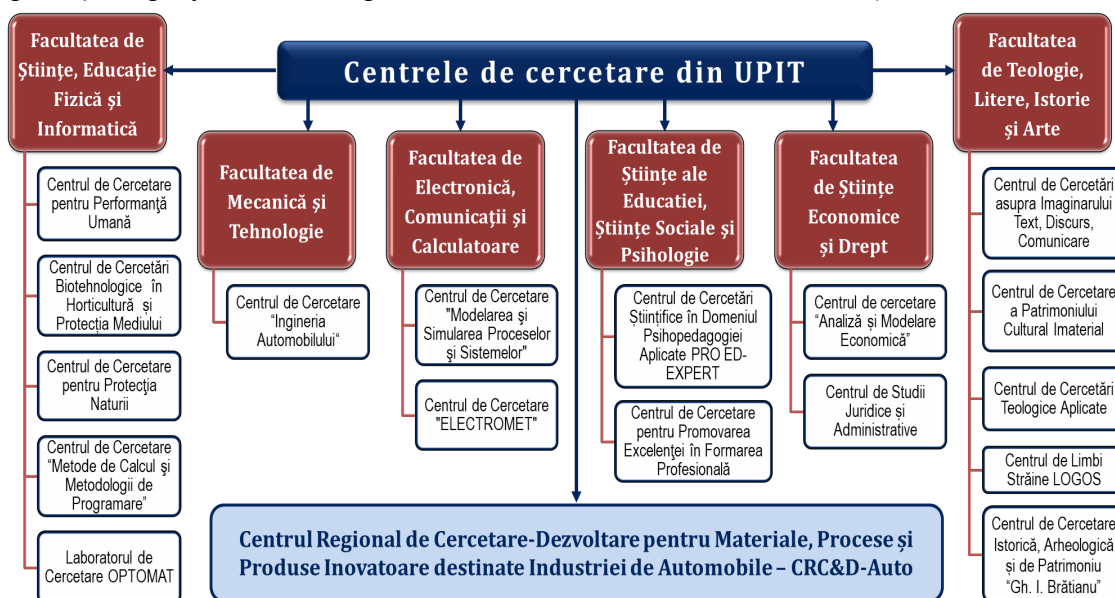 Centrele de cercetare din UPIT
Facultatea de
Științe, Educație
Fizică și
Informatică
Centrul de Cercetare
pentru Performanță
Umană
Centrul de Cercetări
Biotehnologice în
Horticultură și
Protecția Mediului
Centrul de Cercetare
pentru Protecția
Naturii
Centrul de Cercetare
“Metode de Calcul și
Metodologii de
Programare”
Laboratorul de
Cercetare OPTOMAT
Facultatea de
Mecanică și
Tehnologie
Centrul de Cercetare
“Ingineria
Automobilului“
Facultatea de
Electronică,
Comunicații și
Calculatoare
Centrul de Cercetare
"Modelarea și
Simularea Proceselor
și Sistemelor"
Centrul de Cercetare
"ELECTROMET"
Facultatea de
Științe ale
Educatiei,
Științe Sociale și
Psihologie
Centrul de Cercetări
Științifice în Domeniul
Psihopedagogiei
Aplicate PRO ED-
EXPERT
Centrul de Cercetare
pentru Promovarea
Excelenței în Formarea
Profesională
Facultatea
de Științe
Economice
și Drept
Centrul de cercetare
“Analiză și Modelare
Economică”
Centrul de Studii
Juridice și
Administrative
Facultatea
de Teologie,
Litere, Istorie
și Arte
Centrul de Cercetări
asupra Imaginarului
Text, Discurs,
Comunicare
Centrul de Cercetare
a Patrimoniului
Cultural Imaterial
Centrul de Cercetări
Teologice Aplicate
Centrul de Limbi
Străine LOGOS
Centrul de Cercetare
Istorică, Arheologică
și de Patrimoniu
“Gh. I. Brătianu”
Centrul Regional de Cercetare-Dezvoltare pentru Materiale, Procese și
Produse Inovatoare destinate Industriei de Automobile – CRC&D-Auto